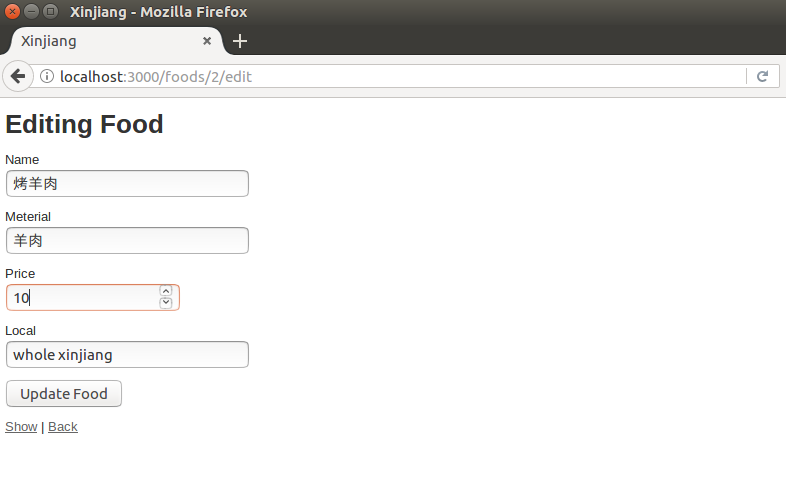 Xinjiang - Mozilla Firefox
Xinjiang
localhost:3000/foods/2/edit
Editing Food
Name
烤羊肉
Meterial
羊肉
Price
10
Local
whole xinjiang
Update Food
Show | Back